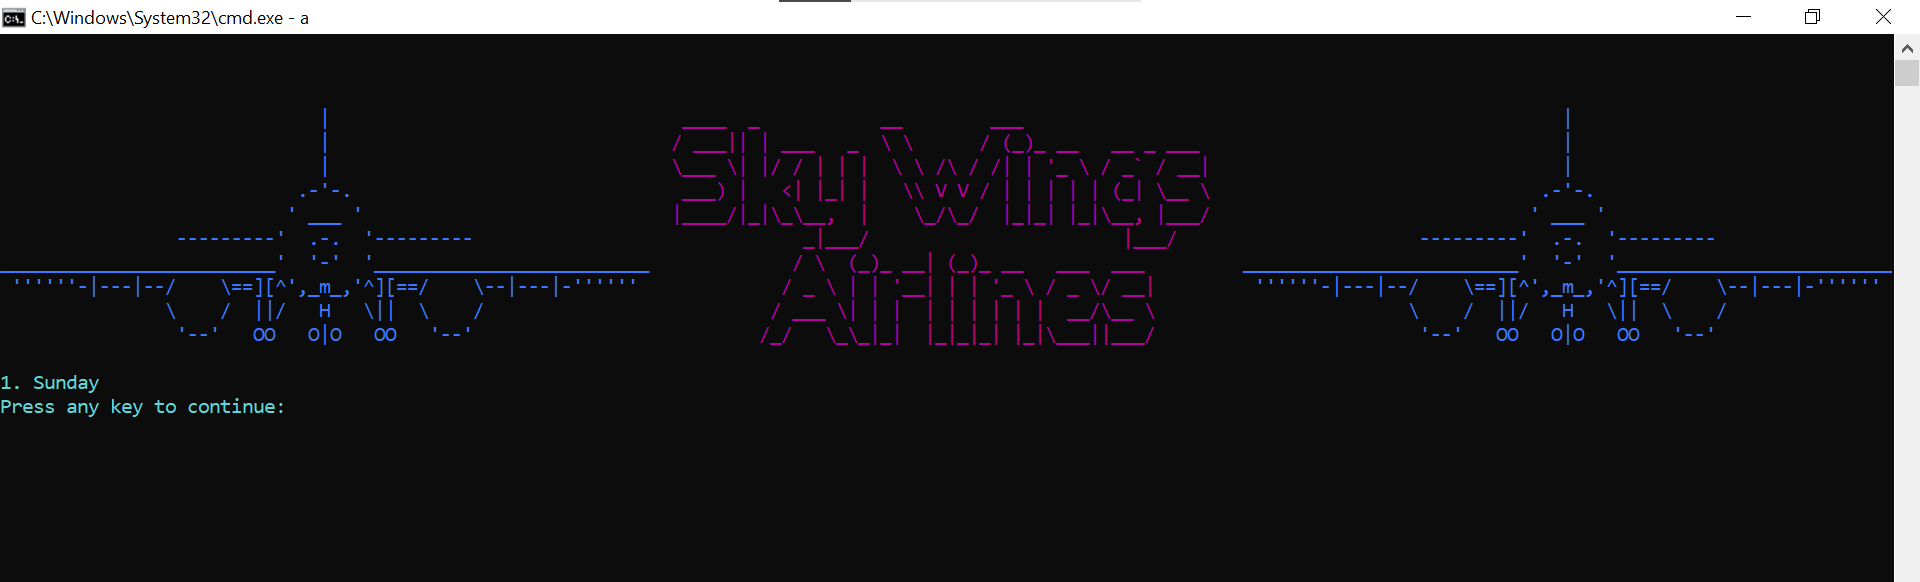 C:\Windows\System32\cmd.exe - a
Sky Wings
Airlines
1. Sunday
Press any key to continue: